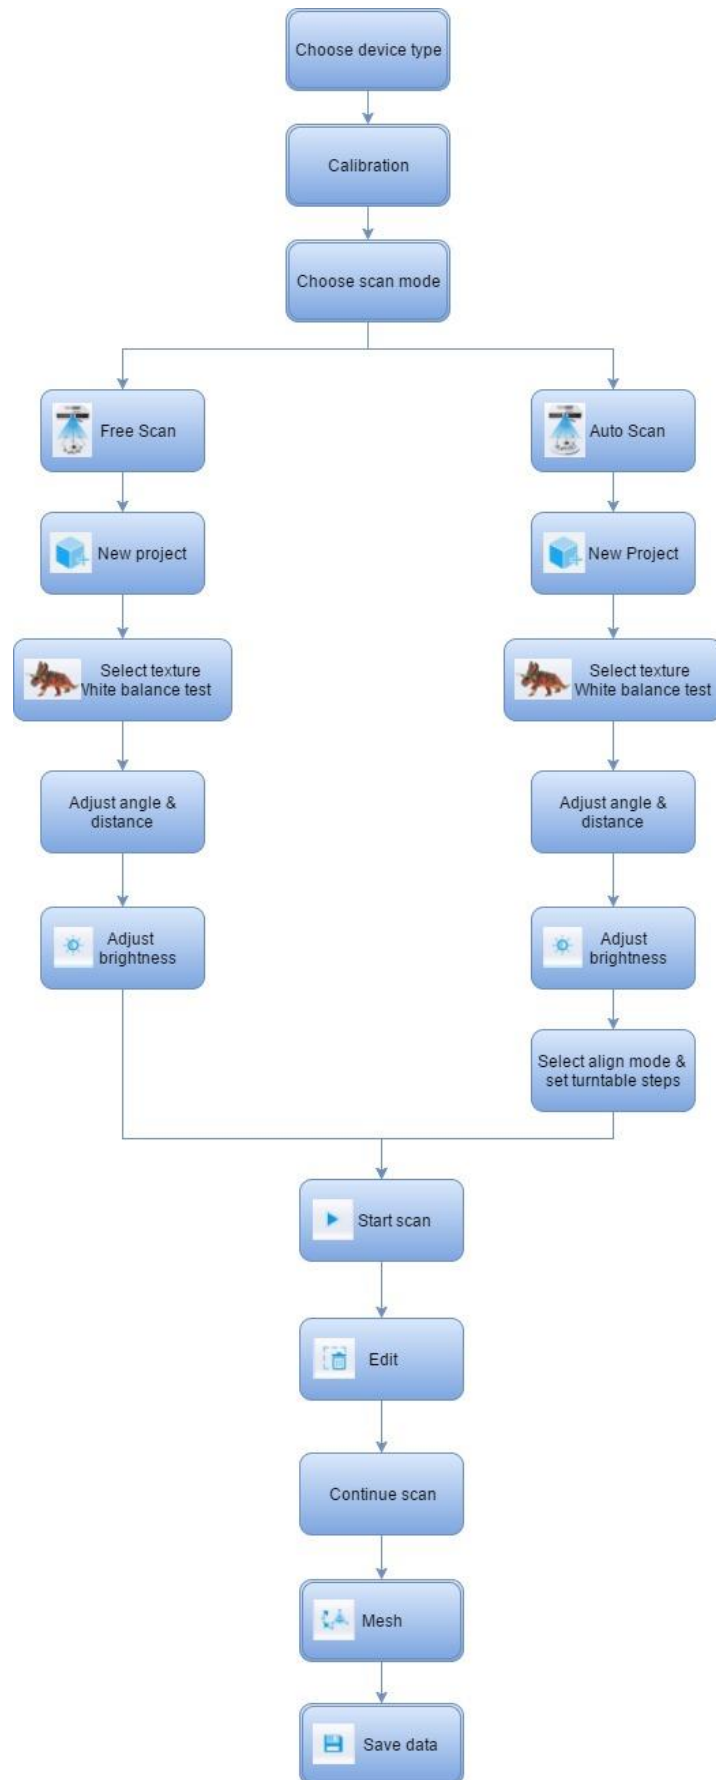 Choose device type
Calibration
Choose scan mode
Free Scan
Auto Scan
New project
New Project
Select texture
White balance test
Select texture
White balance test
Adjust angle &
distance
Adjust angle &
distance
Adjust
brightness
Adjust
brightness
Select align mode &
set turntable steps
Start scan
Edit
Continue scan
Mesh
Save data